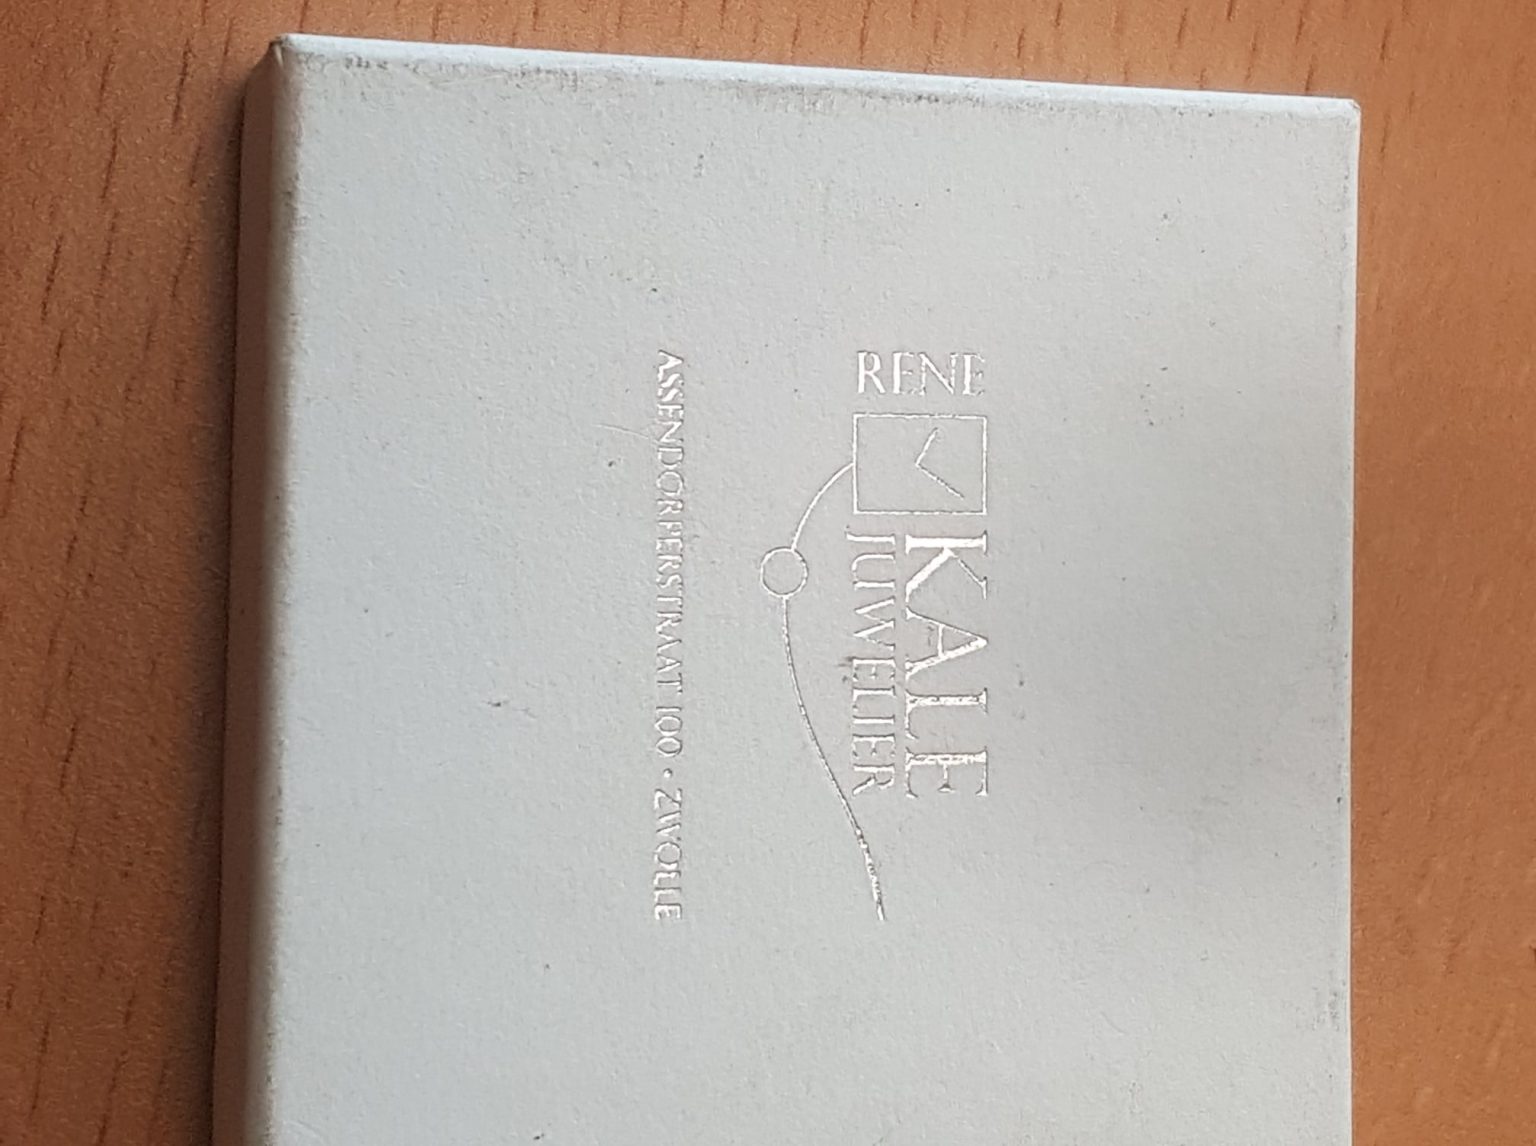 RENE KALE
JUWELIER
ASSENDORPERSTRAAT 100 • ZWOLLE